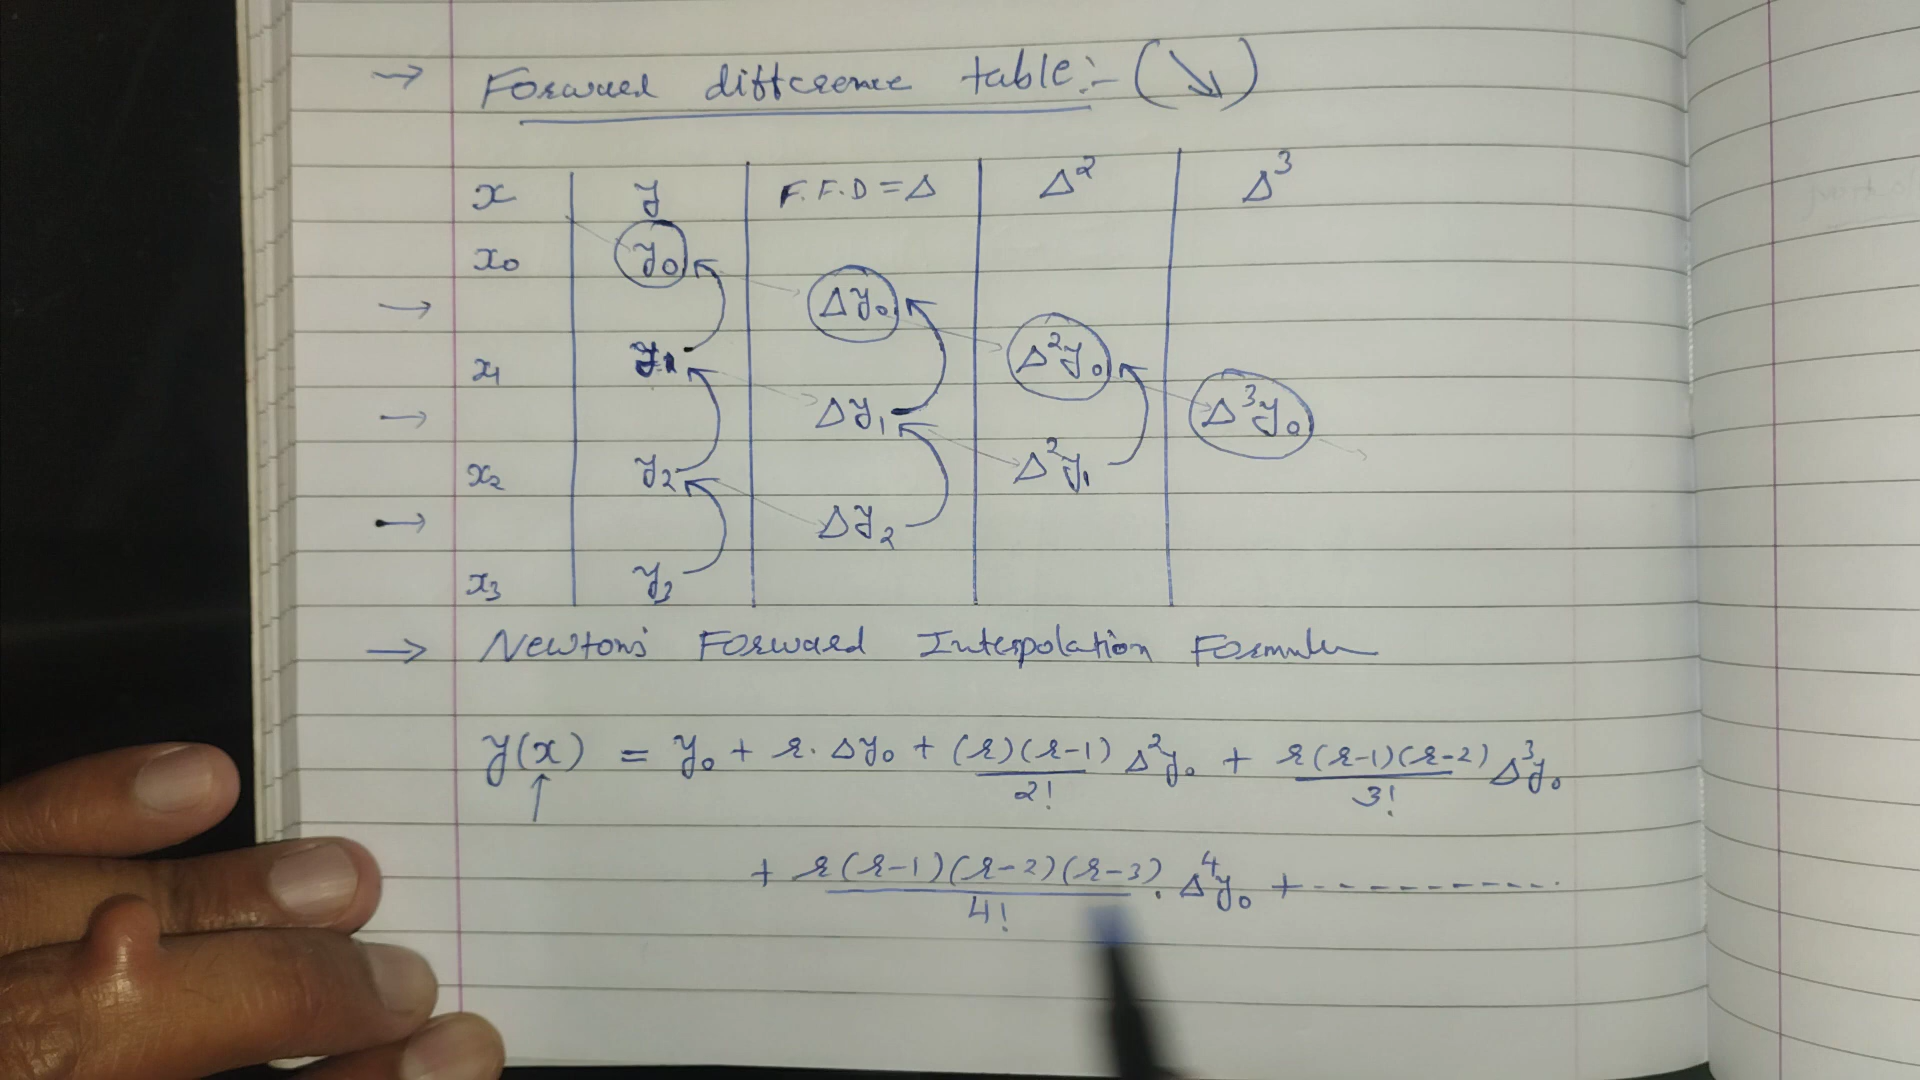 → Forward difference table:- (↘)
x | y | F.F.D = Δ | Δ² | Δ³
x₀ y₀
→ Δy₀
x₁ y₁ Δ²y₀
→ Δy₁ Δ³y₀
x₂ y₂ Δ²y₁
→ Δy₂
x₃ y₃
→ Newton's Forward Interpolation Formula
y(x) = y₀ + r. Δy₀ + (r)(r-1)/2! Δ²y₀ + r(r-1)(r-2)/3! Δ³y₀
↑
+ r(r-1)(r-2)(r-3)/4! . Δ⁴y₀ + ----------